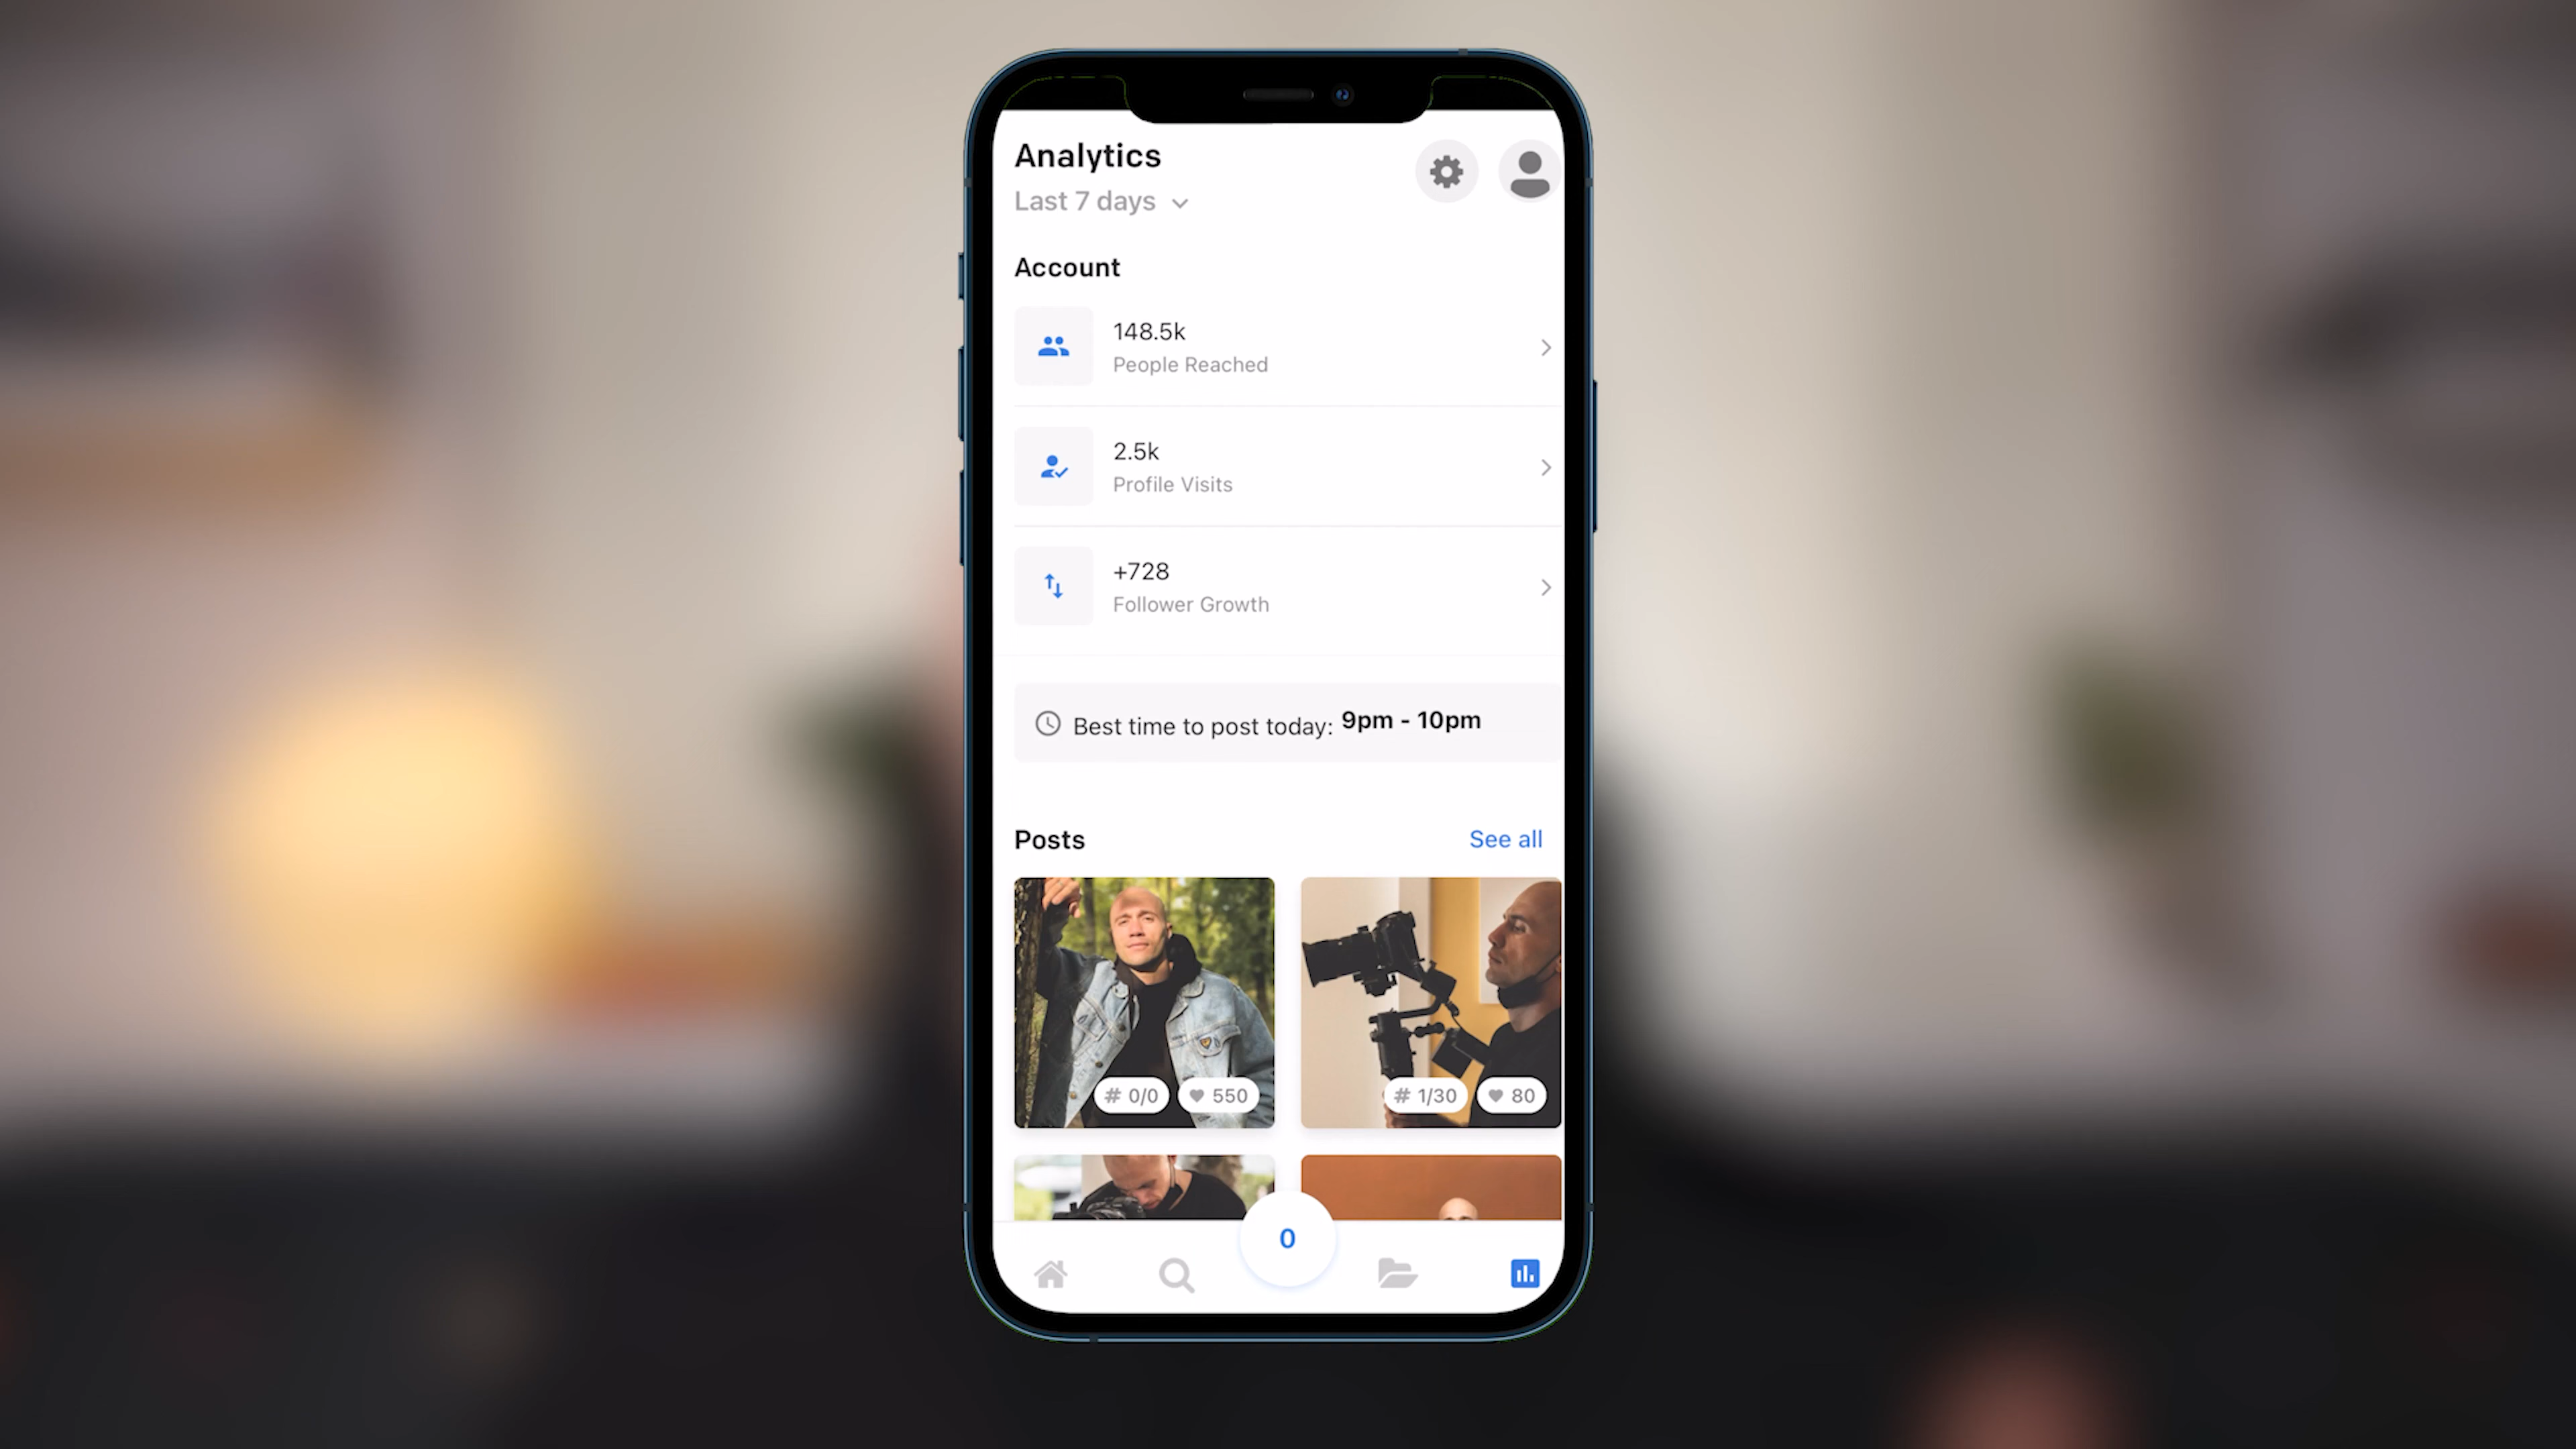 Analytics
Last 7 days
Account
148.5k
People Reached
2.5k
Profile Visits
+728
Follower Growth
Best time to post today: 9pm - 10pm
Posts
See all
# 0/0
550
# 1/30
80
0